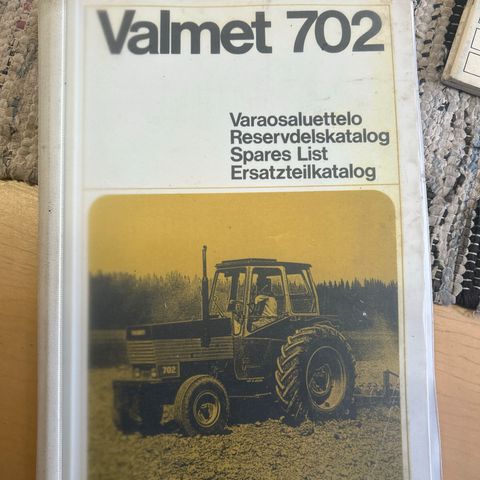 Valmet 702
Varaosaluettelo
Reservdelskatalog
Spares List
Ersatzteilkatalog
702